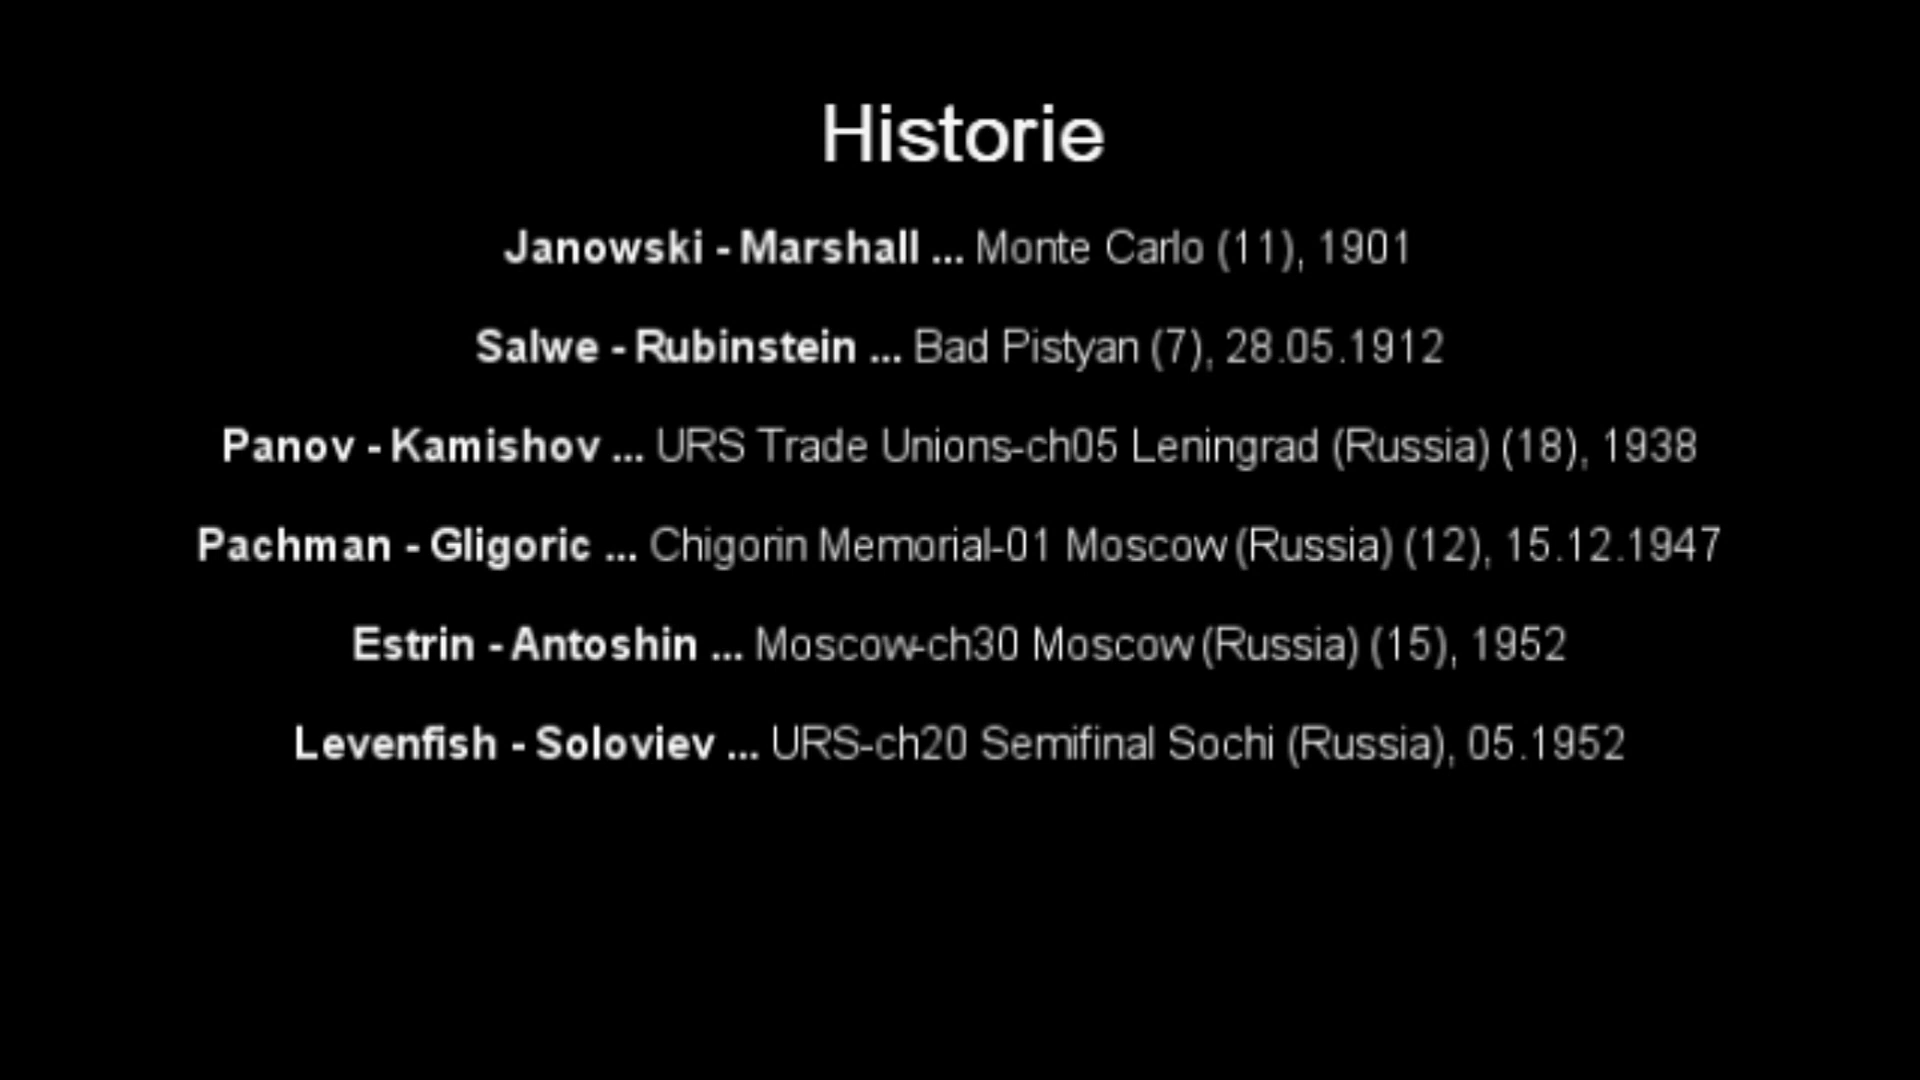 Historie
Janowski - Marshall ... Monte Carlo (11), 1901
Salwe - Rubinstein ... Bad Pistyan (7), 28.05.1912
Panov - Kamishov ... URS Trade Unions-ch05 Leningrad (Russia) (18), 1938
Pachman - Gligoric ... Chigorin Memorial-01 Moscow (Russia) (12), 15.12.1947
Estrin - Antoshin ... Moscow-ch30 Moscow (Russia) (15), 1952
Levenfish - Soloviev ... URS-ch20 Semifinal Sochi (Russia), 05.1952